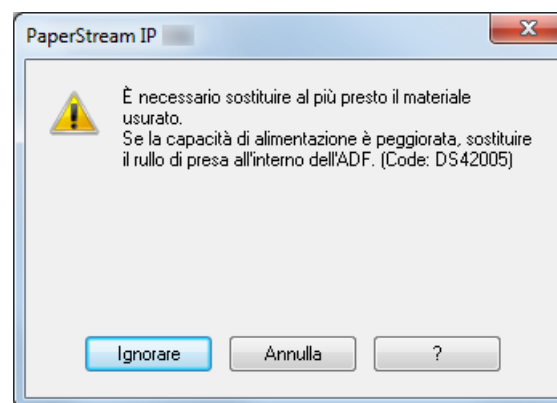 PaperStream IP
È necessario sostituire al più presto il materiale
usurato.
Se la capacità di alimentazione è peggiorata, sostituire
il rullo di presa all'interno dell'ADF. (Code: DS42005)
Ignorare
Annulla
?